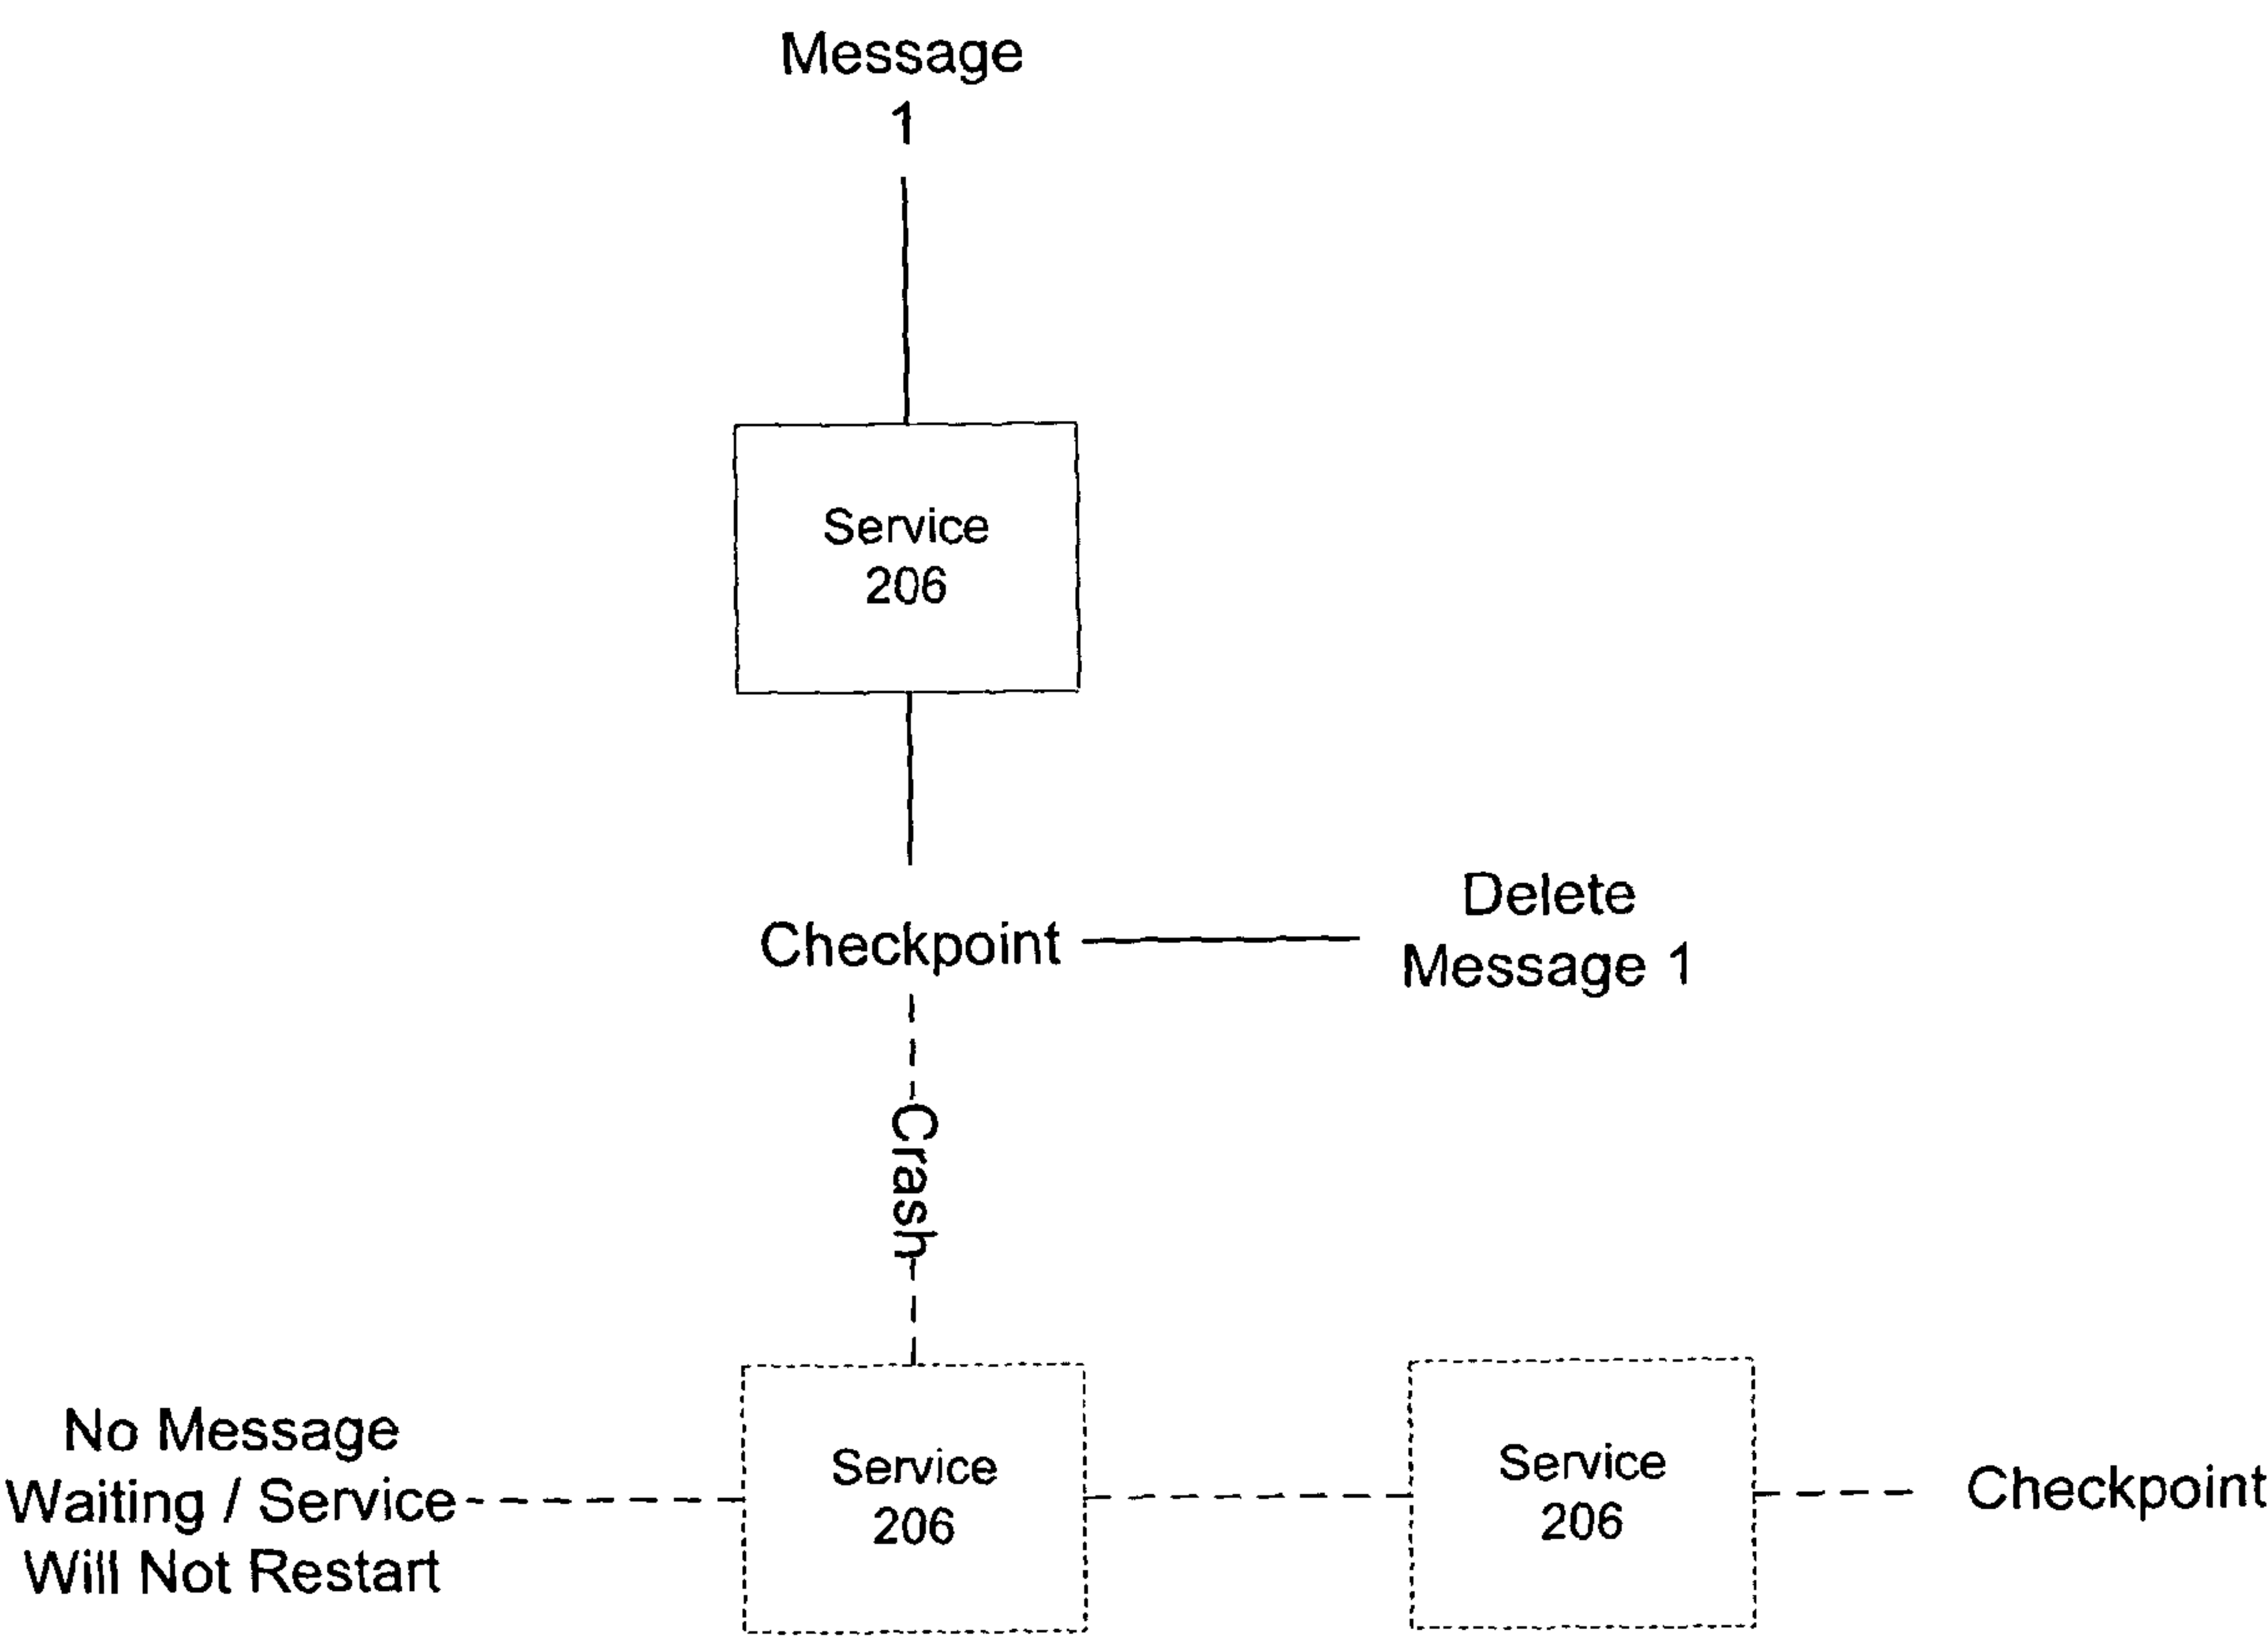 Message
1
Service
206
Checkpoint
Delete
Message 1
Crash
No Message
Waiting / Service
Will Not Restart
Service
206
Service
206
Checkpoint